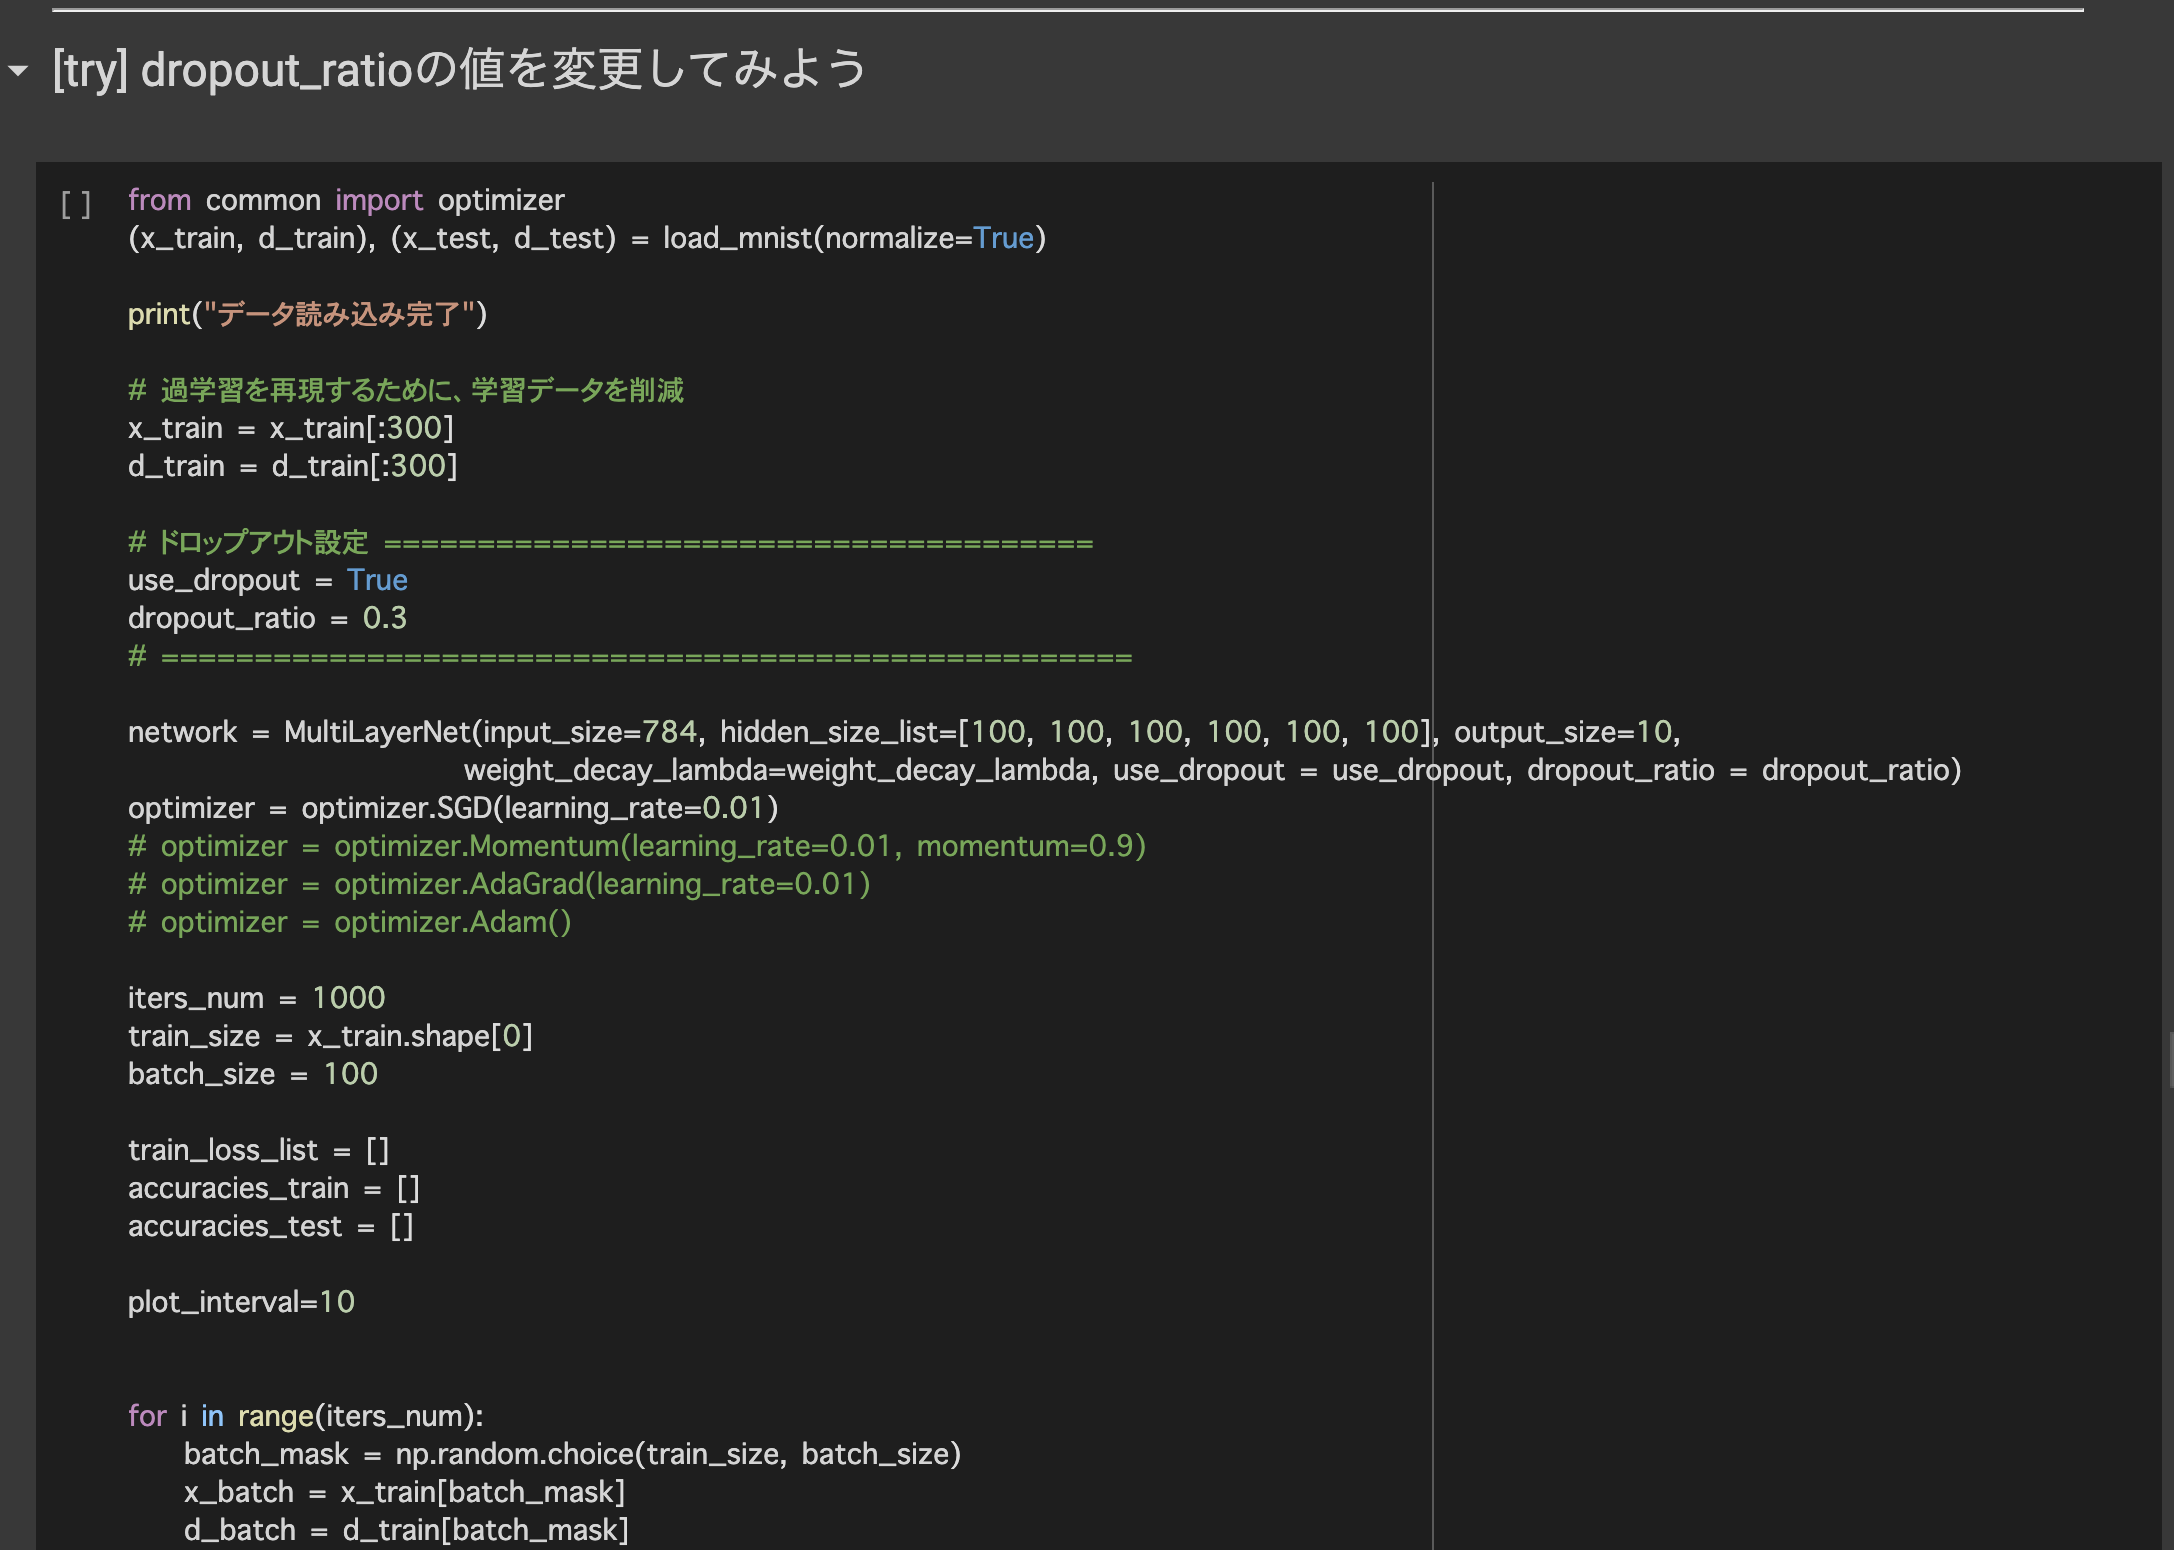 [try] dropout_ratioの値を変更してみよう
[ ]
from common import optimizer
(x_train, d_train), (x_test, d_test) = load_mnist(normalize=True)
print("データ読み込み完了")
# 過学習を再現するために、学習データを削減
x_train = x_train[:300]
d_train = d_train[:300]
# ドロップアウト設定 ======================================
use_dropout = True
dropout_ratio = 0.3
# ====================================================
network = MultiLayerNet(input_size=784, hidden_size_list=[100, 100, 100, 100, 100, 100], output_size=10,
weight_decay_lambda=weight_decay_lambda, use_dropout = use_dropout, dropout_ratio = dropout_ratio)
optimizer = optimizer.SGD(learning_rate=0.01)
# optimizer = optimizer.Momentum(learning_rate=0.01, momentum=0.9)
# optimizer = optimizer.AdaGrad(learning_rate=0.01)
# optimizer = optimizer.Adam()
iters_num = 1000
train_size = x_train.shape[0]
batch_size = 100
train_loss_list = []
accuracies_train = []
accuracies_test = []
plot_interval=10
for i in range(iters_num):
batch_mask = np.random.choice(train_size, batch_size)
x_batch = x_train[batch_mask]
d_batch = d_train[batch_mask]